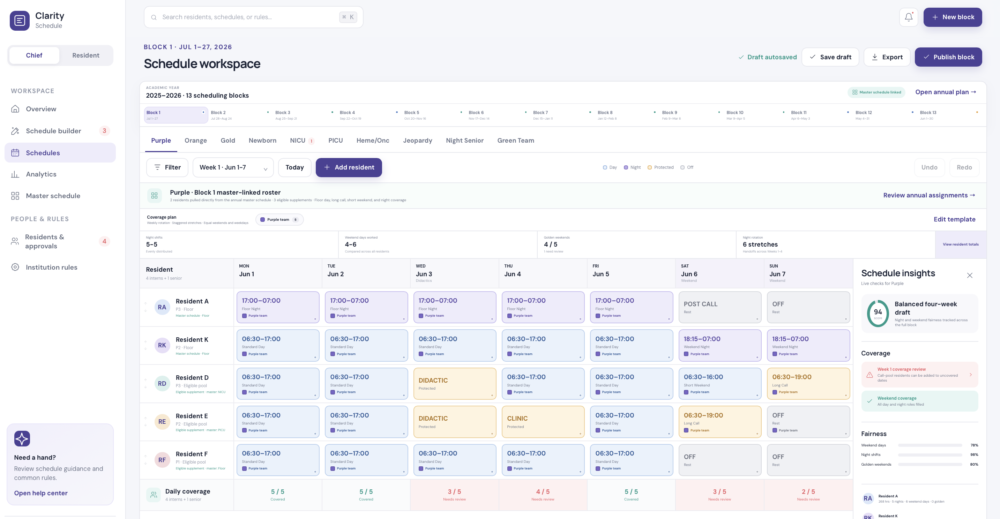 Clarity
Schedule
Chief
Resident
WORKSPACE
Overview
Schedule builder
3
Schedules
Analytics
Master schedule
PEOPLE & RULES
Residents &
approvals
4
Institution rules
Need a hand?
Review schedule guidance and
common rules.
Open help center
Search residents, schedules, or rules...
⌘ K
+ New block
BLOCK 1 · JUL 1–27, 2026
Schedule workspace
Draft autosaved
Save draft
Export
Publish block
ACADEMIC YEAR
2025–2026 · 13 scheduling blocks
Master schedule linked
Open annual plan →
Block 1
Jul 1–27
Block 2
Jul 28–Aug 24
Block 3
Aug 25–Sep 21
Block 4
Sep 22–Oct 19
Block 5
Oct 20–Nov 16
Block 6
Nov 17–Dec 14
Block 7
Dec 15–Jan 11
Block 8
Jan 12–Feb 8
Block 9
Feb 9–Mar 8
Block 10
Mar 9–Apr 5
Block 11
Apr 6–May 3
Block 12
May 4–31
Block 13
Jun 1–30
Purple
Orange
Gold
Newborn
NICU 1
PICU
Heme/Onc
Jeopardy
Night Senior
Green Team
Filter
Week 1 · Jun 1-7
Today
+ Add resident
Day
Night
Protected
Off
Undo
Redo
Purple · Block 1 master-linked roster
2 residents pulled directly from the annual master schedule · 3 eligible supplements · Floor day, long call, short weekend, and night coverage
Review annual assignments →
Coverage plan
Weekly rotation · Staggered stretches · Equal weekends and weekdays
Purple team 5
Edit template
Night shifts
5-5
Evenly distributed
Weekend days worked
4-6
Compared across all residents
Golden weekends
4 / 5
1 need review
Night rotation
6 stretches
Handoffs across Weeks 1-4
View resident totals
Resident
4 interns + 1 senior
MON
Jun 1
TUE
Jun 2
WED
Jun 3
Didactics
THU
Jun 4
FRI
Jun 5
SAT
Jun 6
Weekend
SUN
Jun 7
Weekend
RA
Resident A
P3 · Floor
Master schedule · Floor
17:00–07:00
Floor Night
Purple team
17:00–07:00
Floor Night
Purple team
17:00–07:00
Floor Night
Purple team
17:00–07:00
Floor Night
Purple team
17:00–07:00
Floor Night
Purple team
POST CALL
Rest
OFF
Rest
RK
Resident K
P2 · Floor
Master schedule · Floor
06:30–17:00
Standard Day
Purple team
06:30–17:00
Standard Day
Purple team
06:30–17:00
Standard Day
Purple team
06:30–17:00
Standard Day
Purple team
06:30–17:00
Standard Day
Purple team
18:15–07:00
Weekend Night
Purple team
18:15–07:00
Weekend Night
Purple team
RD
Resident D
P3 · Eligible pool
Eligible supplement · master: NICU
06:30–17:00
Standard Day
Purple team
06:30–17:00
Standard Day
Purple team
DIDACTIC
Protected
06:30–17:00
Standard Day
Purple team
06:30–17:00
Standard Day
Purple team
06:30–16:00
Short Weekend
Purple team
06:30–19:00
Long Call
Purple team
RE
Resident E
P2 · Eligible pool
Eligible supplement · master: PICU
06:30–17:00
Standard Day
Purple team
06:30–17:00
Standard Day
Purple team
DIDACTIC
Protected
CLINIC
Protected
06:30–17:00
Standard Day
Purple team
06:30–19:00
Long Call
Purple team
OFF
Rest
Purple team
RF
Resident F
P1 · Eligible pool
Eligible supplement · master: Floor
06:30–17:00
Standard Day
Purple team
06:30–17:00
Standard Day
Purple team
06:30–17:00
Standard Day
Purple team
06:30–17:00
Standard Day
Purple team
06:30–17:00
Standard Day
Purple team
OFF
Rest
OFF
Rest
Daily coverage
4 interns + 1 senior
5 / 5
Covered
5 / 5
Covered
3 / 5
Needs review
4 / 5
Needs review
5 / 5
Covered
3 / 5
Needs review
2 / 5
Needs review
Schedule insights
Live checks for Purple
94
score
Balanced four-week
draft
Night and weekend fairness tracked across
the full block
Coverage
Week 1 coverage review
Call-pool residents can be added to uncovered
dates
Weekend coverage
All day and night roles filled
Fairness
Weekend days 78%
Night shifts 98%
Golden weekends 80%
RA
Resident A
268 hrs · 5 nights · 6 weekend days · 0 golden
RK
Resident K